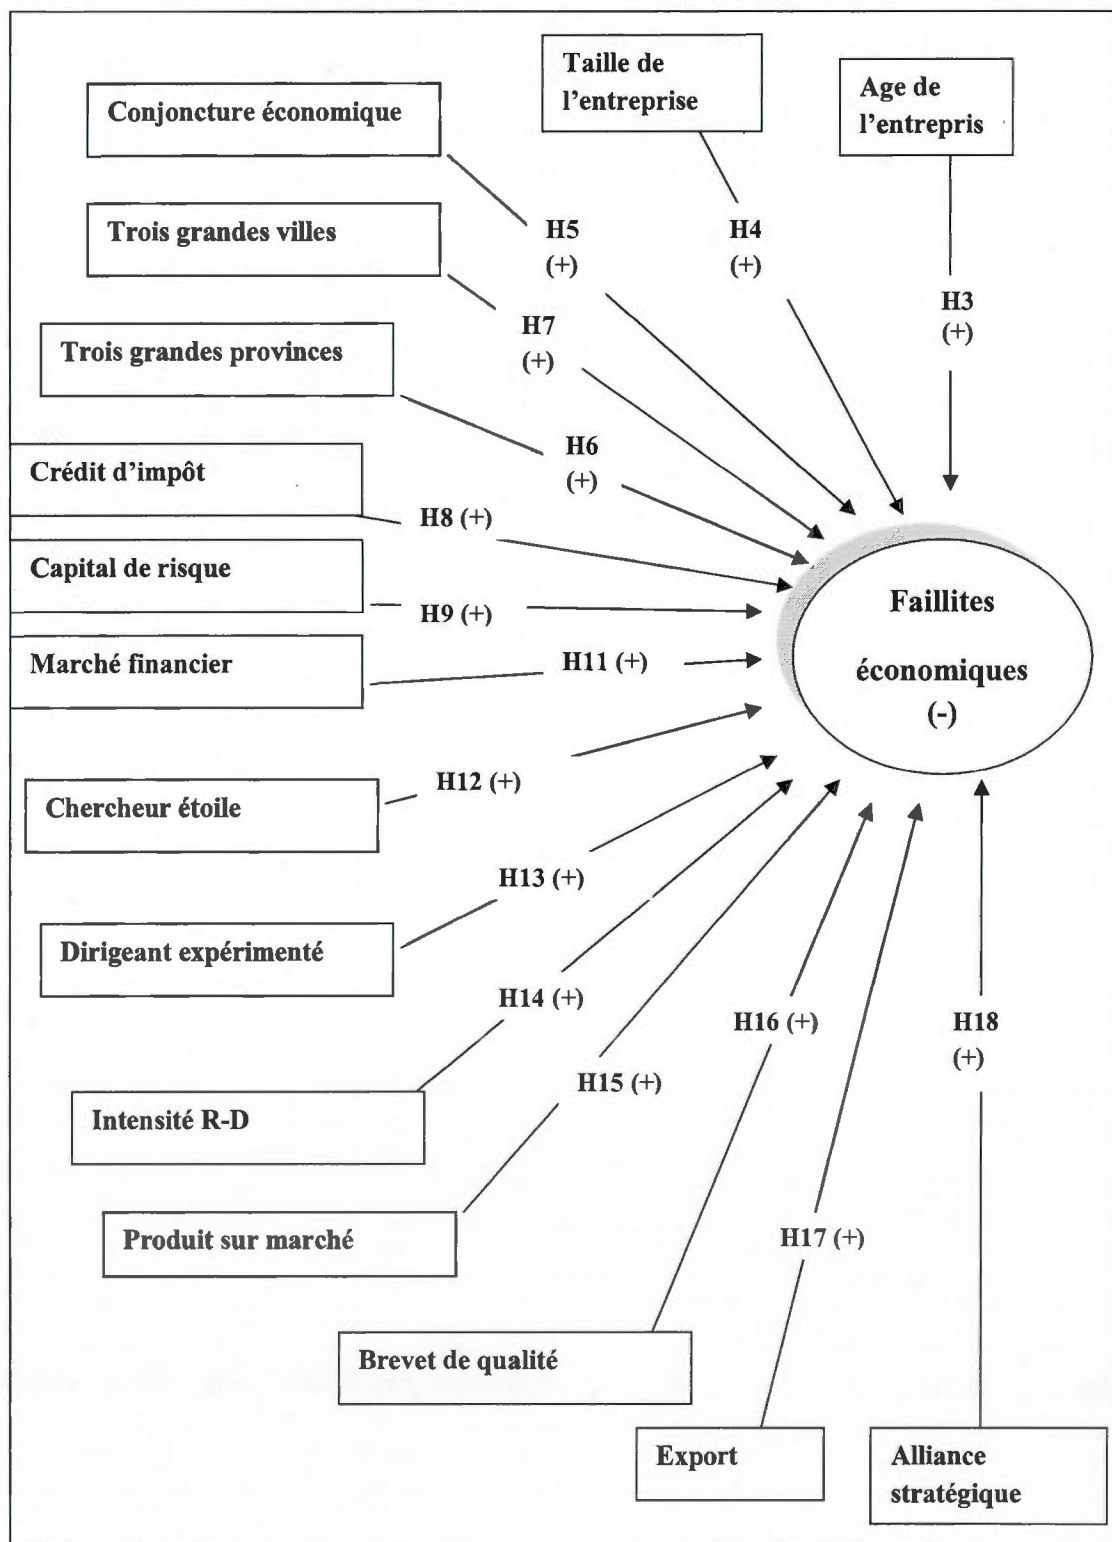 Taille de
l'entreprise
Age de
l'entrepris
Conjoncture économique
Trois grandes villes
H5
(+)
H4
(+)
H3
(+)
H7
(+)
Trois grandes provinces
H6
(+)
Crédit d'impôt
H8 (+)
Capital de risque
H9 (+)
Marché financier
H11 (+)
Faillites
économiques
(-)
Chercheur étoile
H12 (+)
Dirigeant expérimenté
H13 (+)
Intensité R-D
H14 (+)
Produit sur marché
H15 (+)
H16 (+)
H18
(+)
H17 (+)
Brevet de qualité
Export
Alliance
stratégique